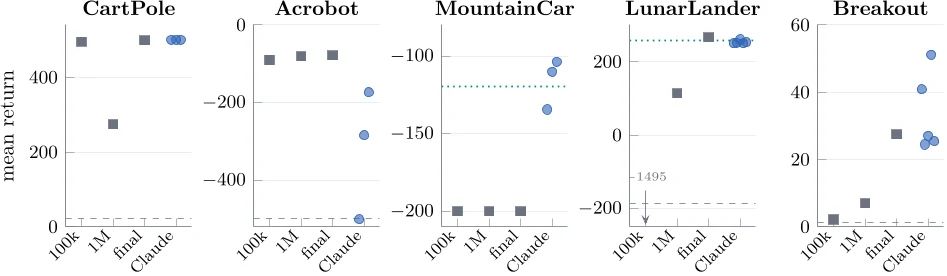 CartPole Acrobot MountainCar LunarLander Breakout
mean return
400
200
0
100k 1M final Claude
0
−200
−400
100k 1M final Claude
−100
−150
−200
100k 1M final Claude
200
0
−200
-1495
100k 1M final Claude
60
40
20
0
100k 1M final Claude